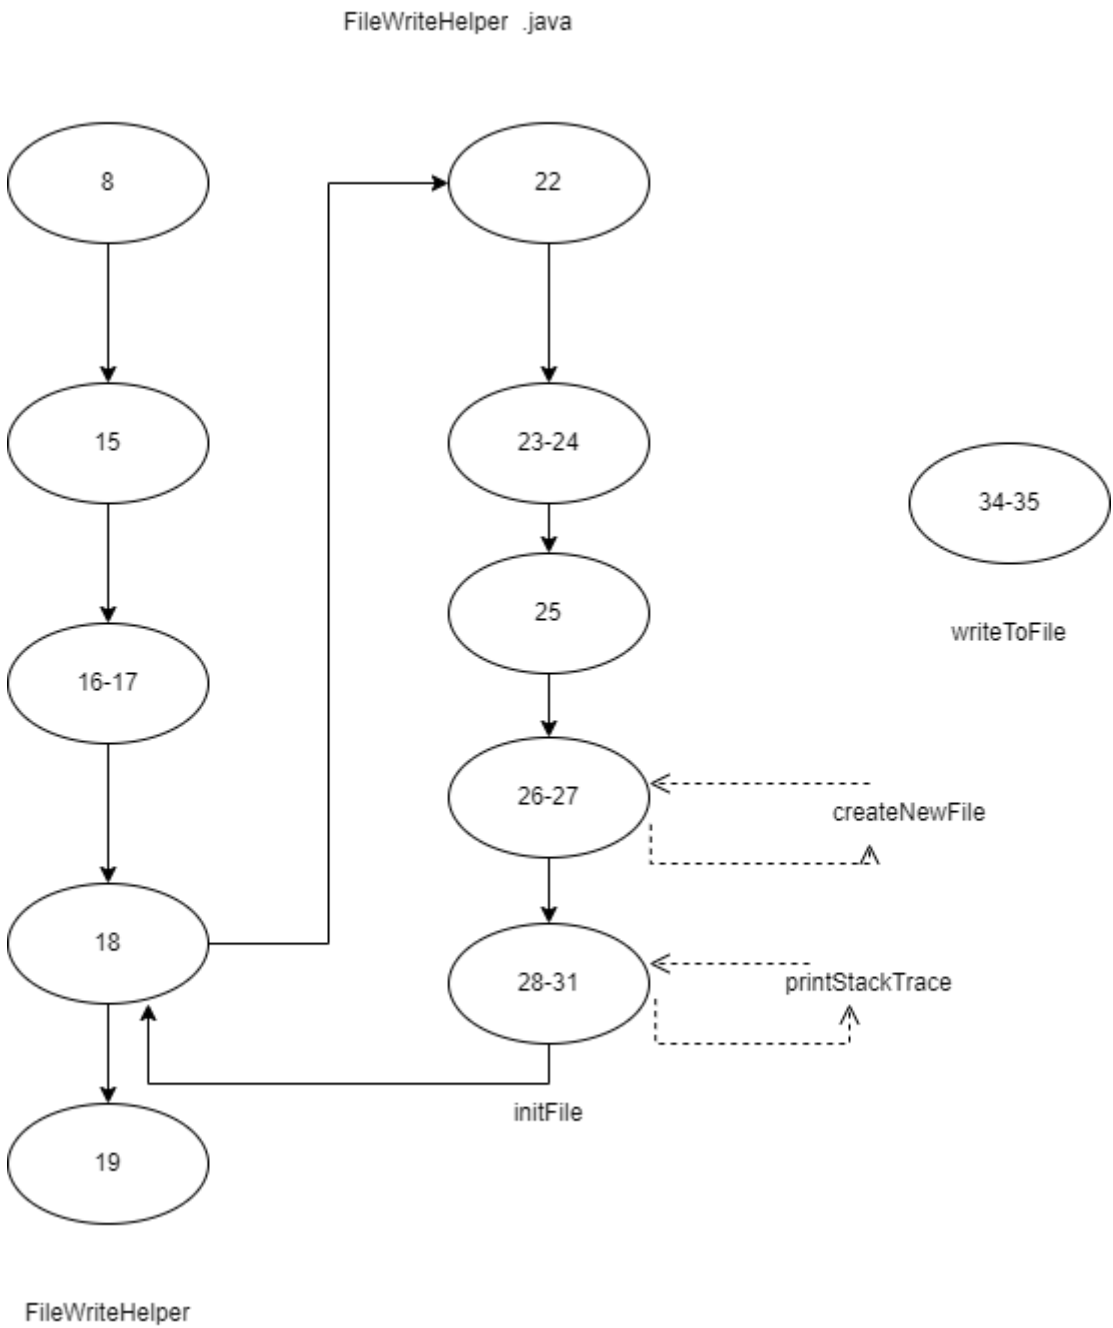 FileWriteHelper .java
8
22
15
23-24
34-35
25
writeToFile
16-17
26-27
createNewFile
18
28-31
printStackTrace
initFile
19
FileWriteHelper